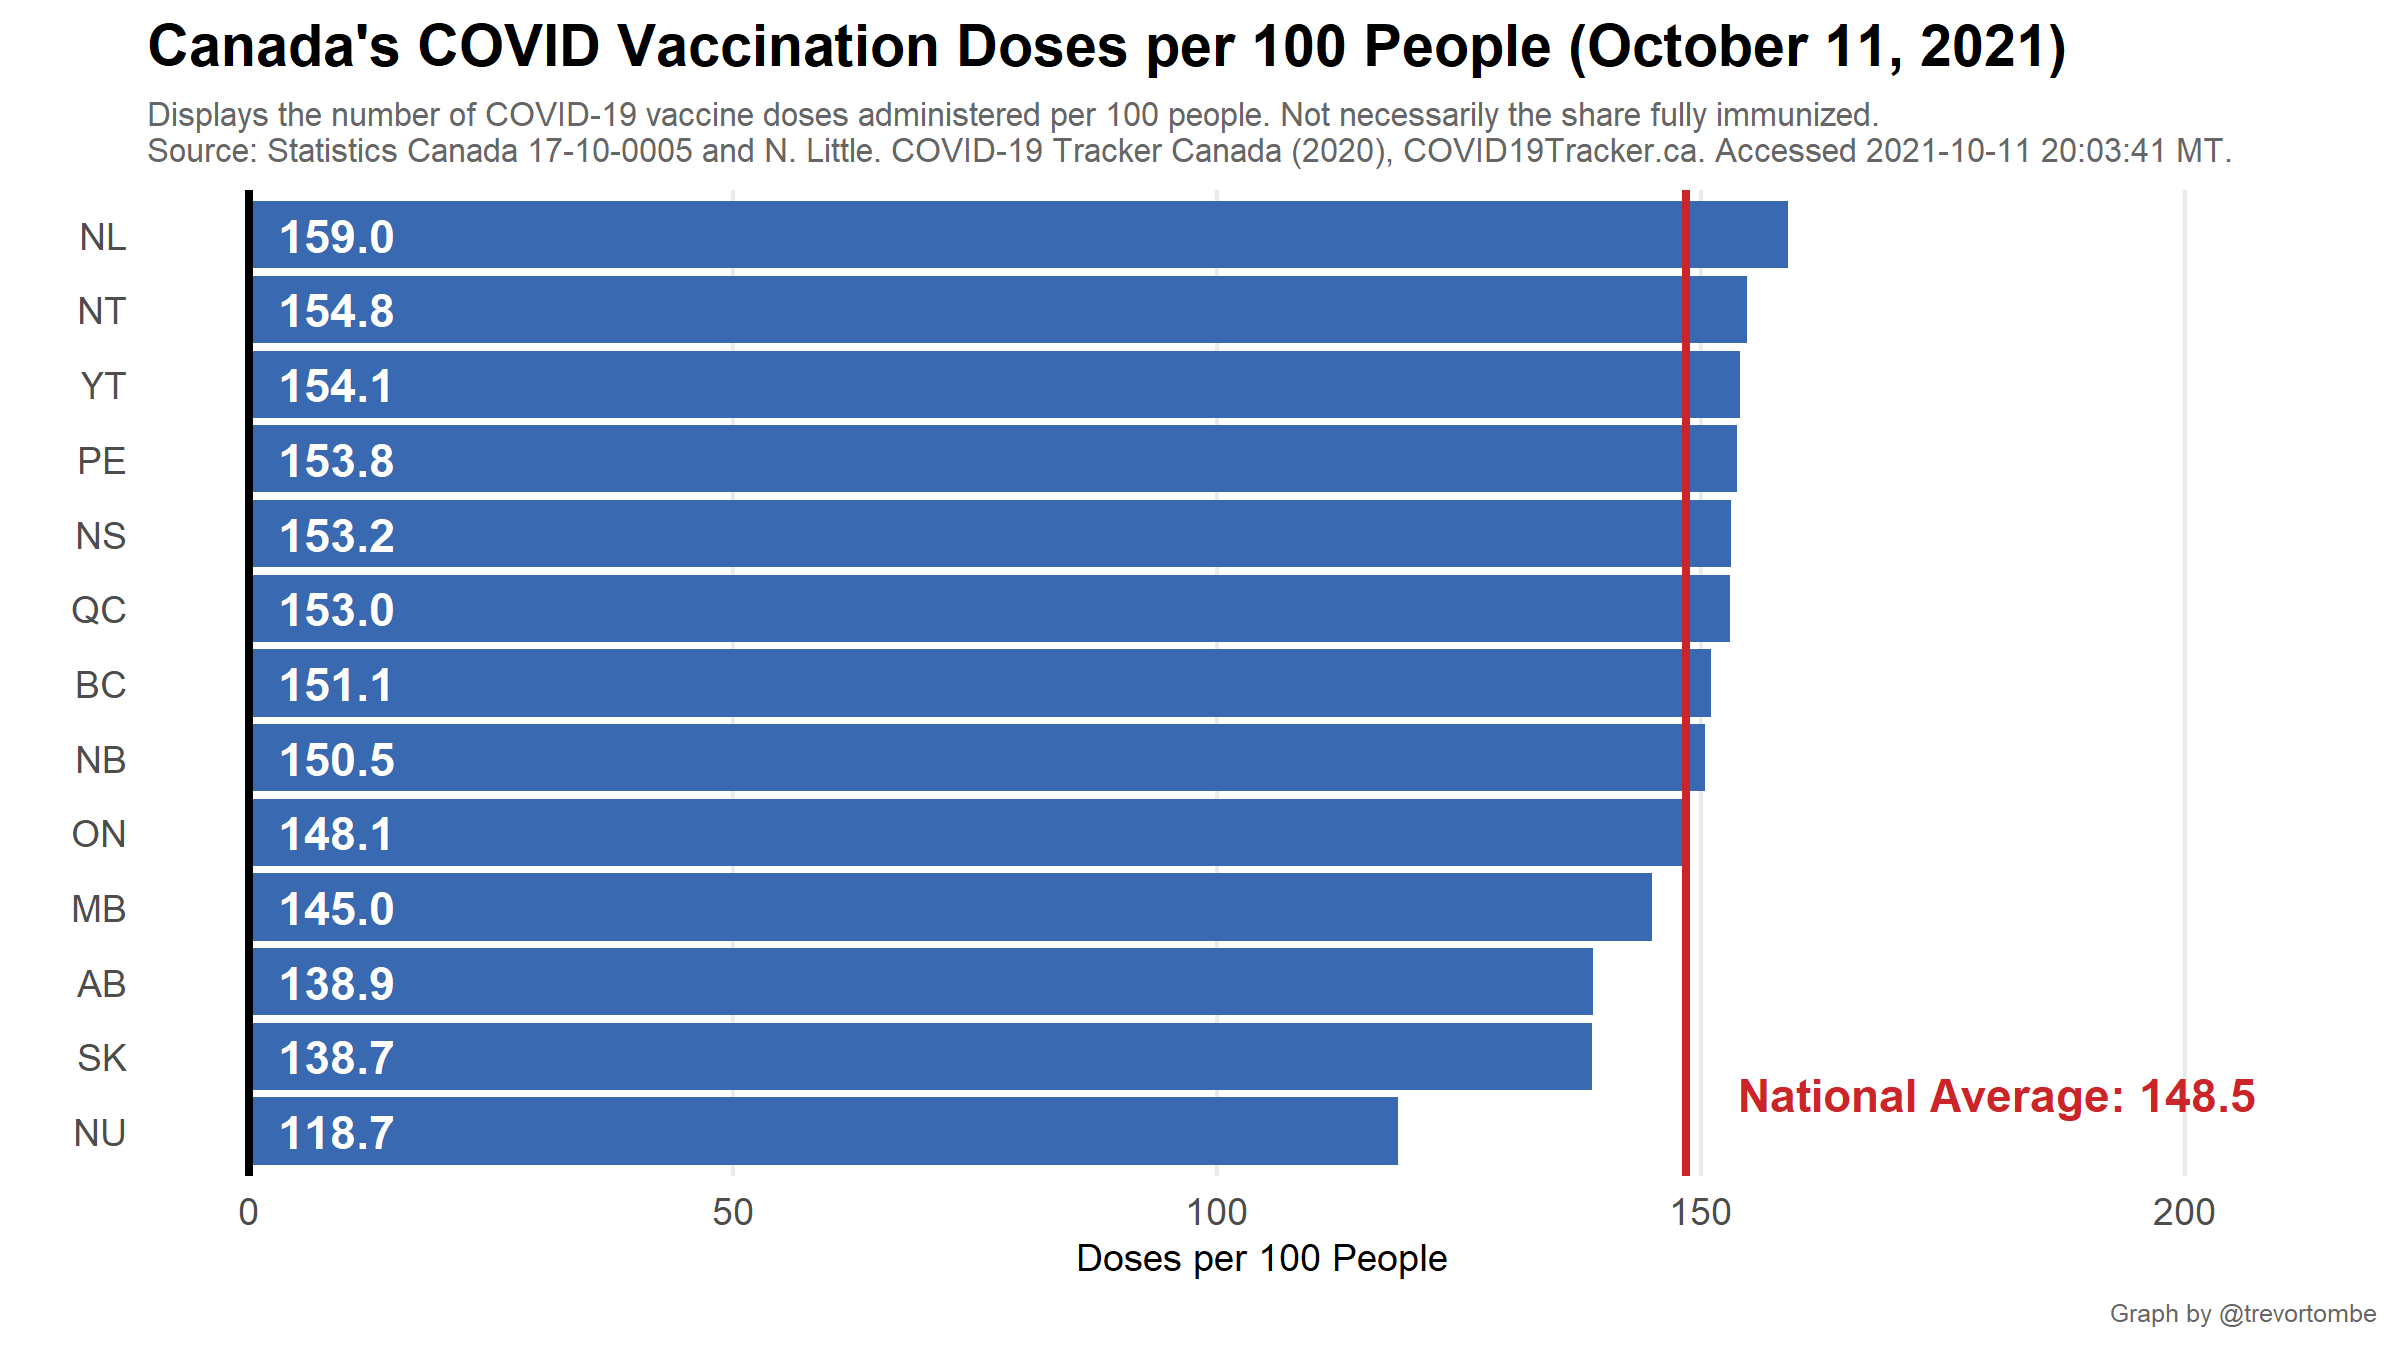 Canada's COVID Vaccination Doses per 100 People (October 11, 2021)
Displays the number of COVID-19 vaccine doses administered per 100 people. Not necessarily the share fully immunized.
Source: Statistics Canada 17-10-0005 and N. Little. COVID-19 Tracker Canada (2020), COVID19Tracker.ca. Accessed 2021-10-11 20:03:41 MT.
NL 159.0
NT 154.8
YT 154.1
PE 153.8
NS 153.2
QC 153.0
BC 151.1
NB 150.5
ON 148.1
MB 145.0
AB 138.9
SK 138.7
National Average: 148.5
NU 118.7
0 50 100 150 200
Doses per 100 People
Graph by @trevortombe